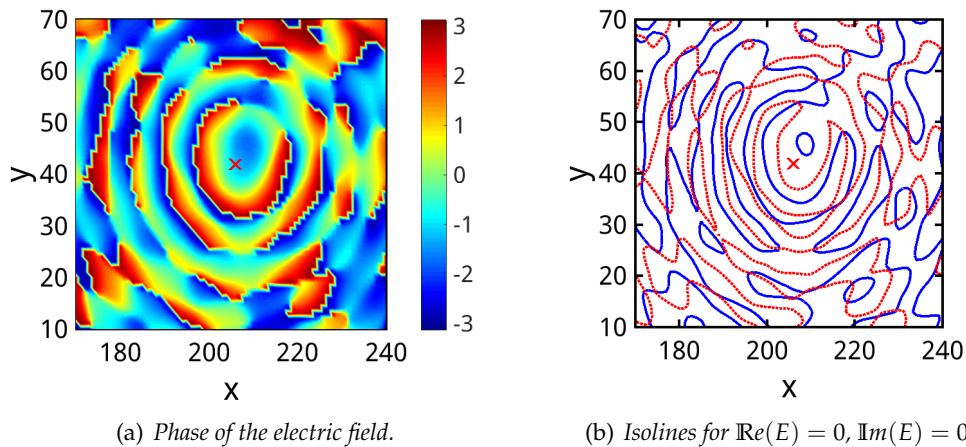 70
60
50
40
30
20
10
y
180 200 220 240
x
3
2
1
0
-1
-2
-3
(a) Phase of the electric field.
70
60
50
40
30
20
10
y
180 200 220 240
x
(b) Isolines for ℝe(E) = 0, 𝕀m(E) = 0